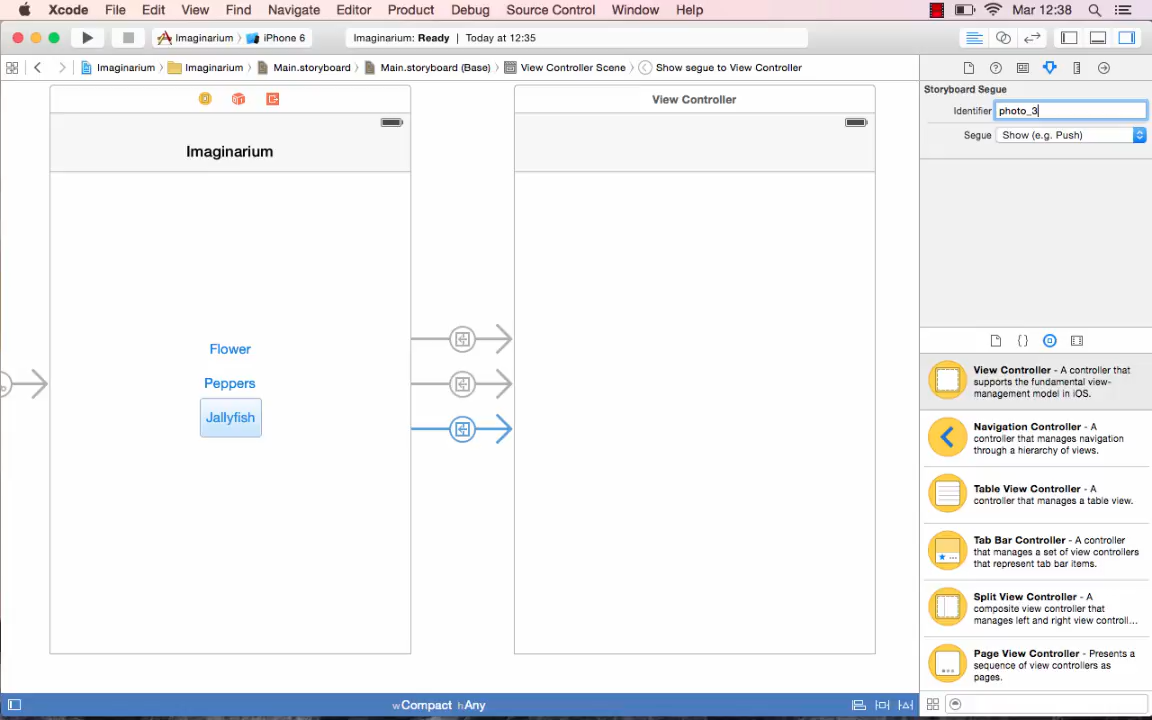 Xcode File Edit View Find Navigate Editor Product Debug Source Control Window Help Mar 12:38
Imaginarium iPhone 6 Imaginarium: Ready | Today at 12:35
Imaginarium Imaginarium Main.storyboard Main.storyboard (Base) View Controller Scene Show segue to View Controller
Storyboard Segue
Identifier photo_3
Segue Show (e.g. Push)
View Controller
Imaginarium
Flower
Peppers
Jallyfish
View Controller - A controller that
supports the fundamental view-
management model in iOS.
Navigation Controller - A
controller that manages navigation
through a hierarchy of views.
Table View Controller - A
controller that manages a table view.
Tab Bar Controller - A controller
that manages a set of view controllers
that represent tab bar items.
Split View Controller - A
composite view controller that
manages left and right view controll...
Page View Controller - Presents a
sequence of view controllers as
pages.
wCompact hAny